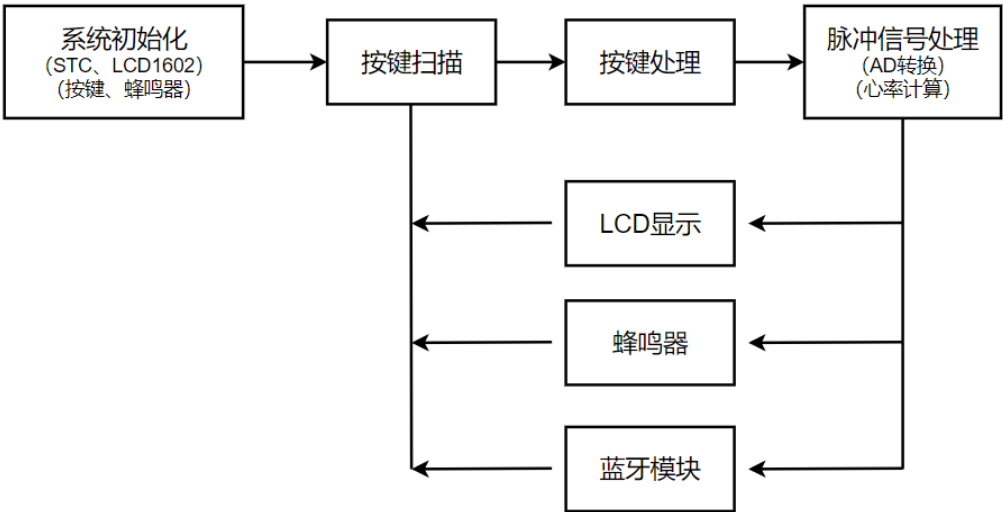 系统初始化
（STC、LCD1602）
（按键、蜂鸣器）
按键扫描
按键处理
脉冲信号处理
（AD转换）
（心率计算）
LCD显示
蜂鸣器
蓝牙模块